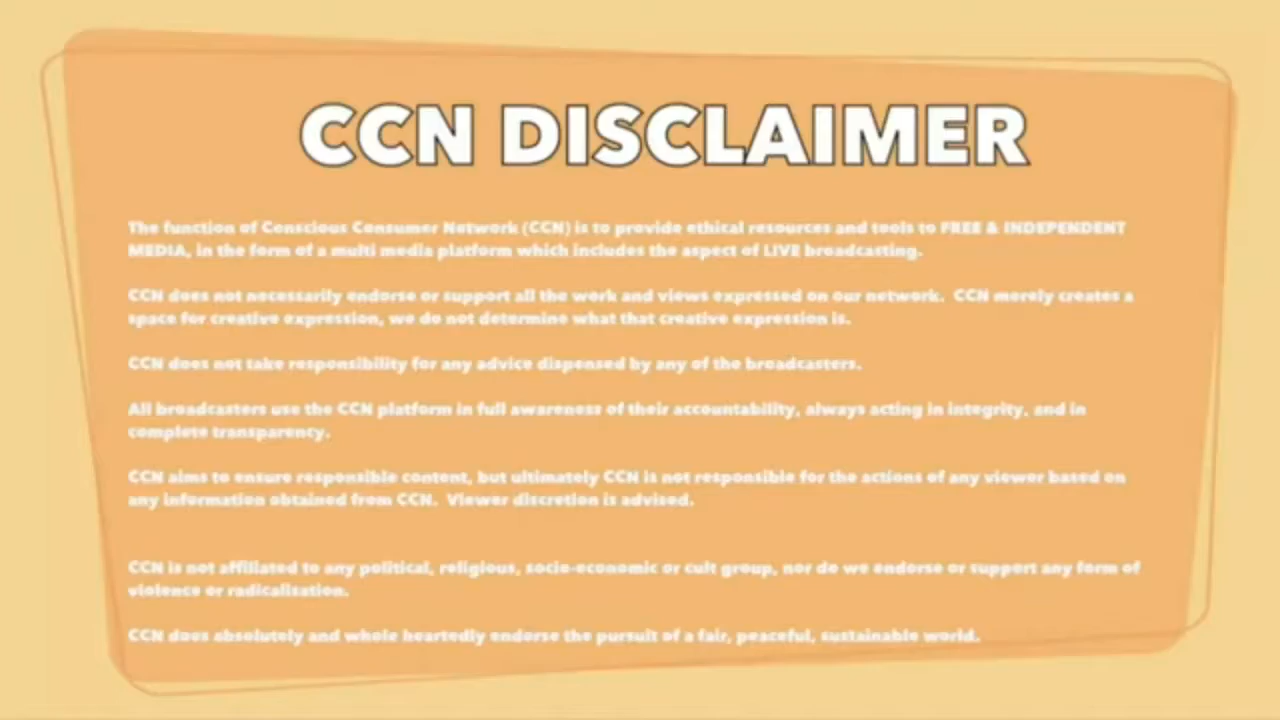 CCN DISCLAIMER
The function of Conscious Consumer Network (CCN) is to provide ethical resources and tools to FREE & INDEPENDENT
MEDIA, in the form of a multi media platform which includes the aspect of LIVE broadcasting.
CCN does not necessarily endorse or support all the work and views expressed on our network.  CCN merely creates a
space for creative expression, we do not determine what that creative expression is.
CCN does not take responsibility for any advice dispensed by any of the broadcasters.
All broadcasters use the CCN platform in full awareness of their accountability, always acting in integrity, and in
complete transparency.
CCN aims to ensure responsible content, but ultimately CCN is not responsible for the actions of any viewer based on
any information obtained from CCN.  Viewer discretion is advised.
CCN is not affiliated to any political, religious, socio-economic or cult group, nor do we endorse or support any form of
violence or radicalisation.
CCN does absolutely and whole heartedly endorse the pursuit of a fair, peaceful, sustainable world.